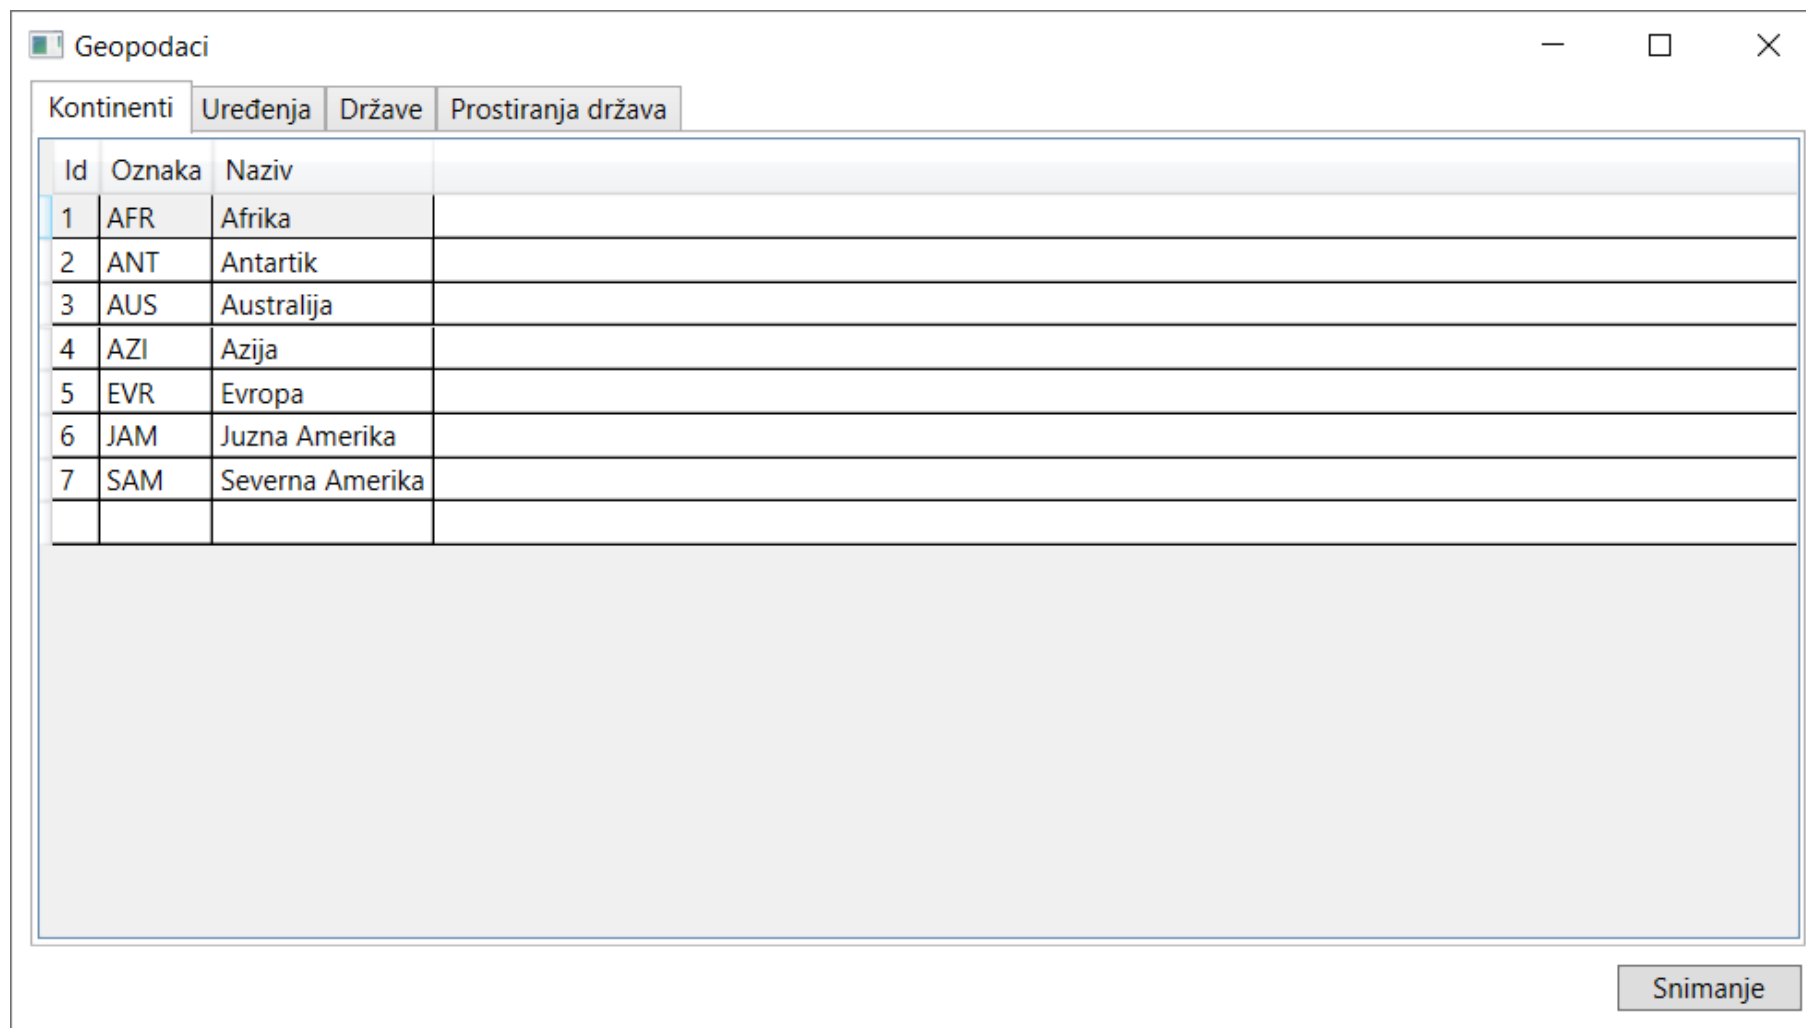 Geopodaci
Kontinenti Uređenja Države Prostiranja država
Id Oznaka Naziv
1 AFR Afrika
2 ANT Antartik
3 AUS Australija
4 AZI Azija
5 EVR Evropa
6 JAM Juzna Amerika
7 SAM Severna Amerika
Snimanje